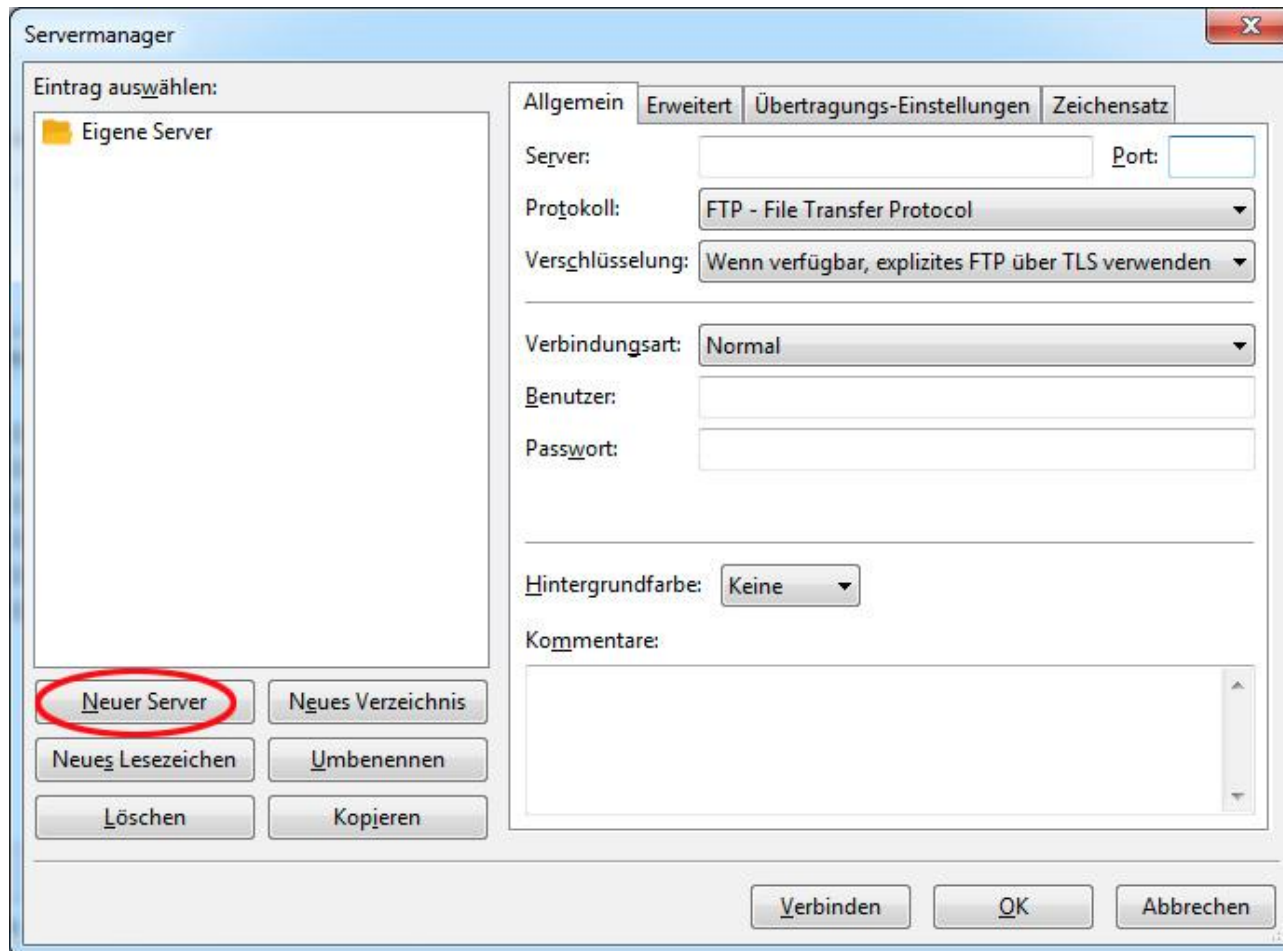 Servermanager
Eintrag auswählen:
Eigene Server
Neuer Server
Neues Verzeichnis
Neues Lesezeichen
Umbenennen
Löschen
Kopieren
Allgemein Erweitert Übertragungs-Einstellungen Zeichensatz
Server: Port:
Protokoll: FTP - File Transfer Protocol
Verschlüsselung: Wenn verfügbar, explizites FTP über TLS verwenden
Verbindungsart: Normal
Benutzer:
Passwort:
Hintergrundfarbe: Keine
Kommentare:
Verbinden OK Abbrechen